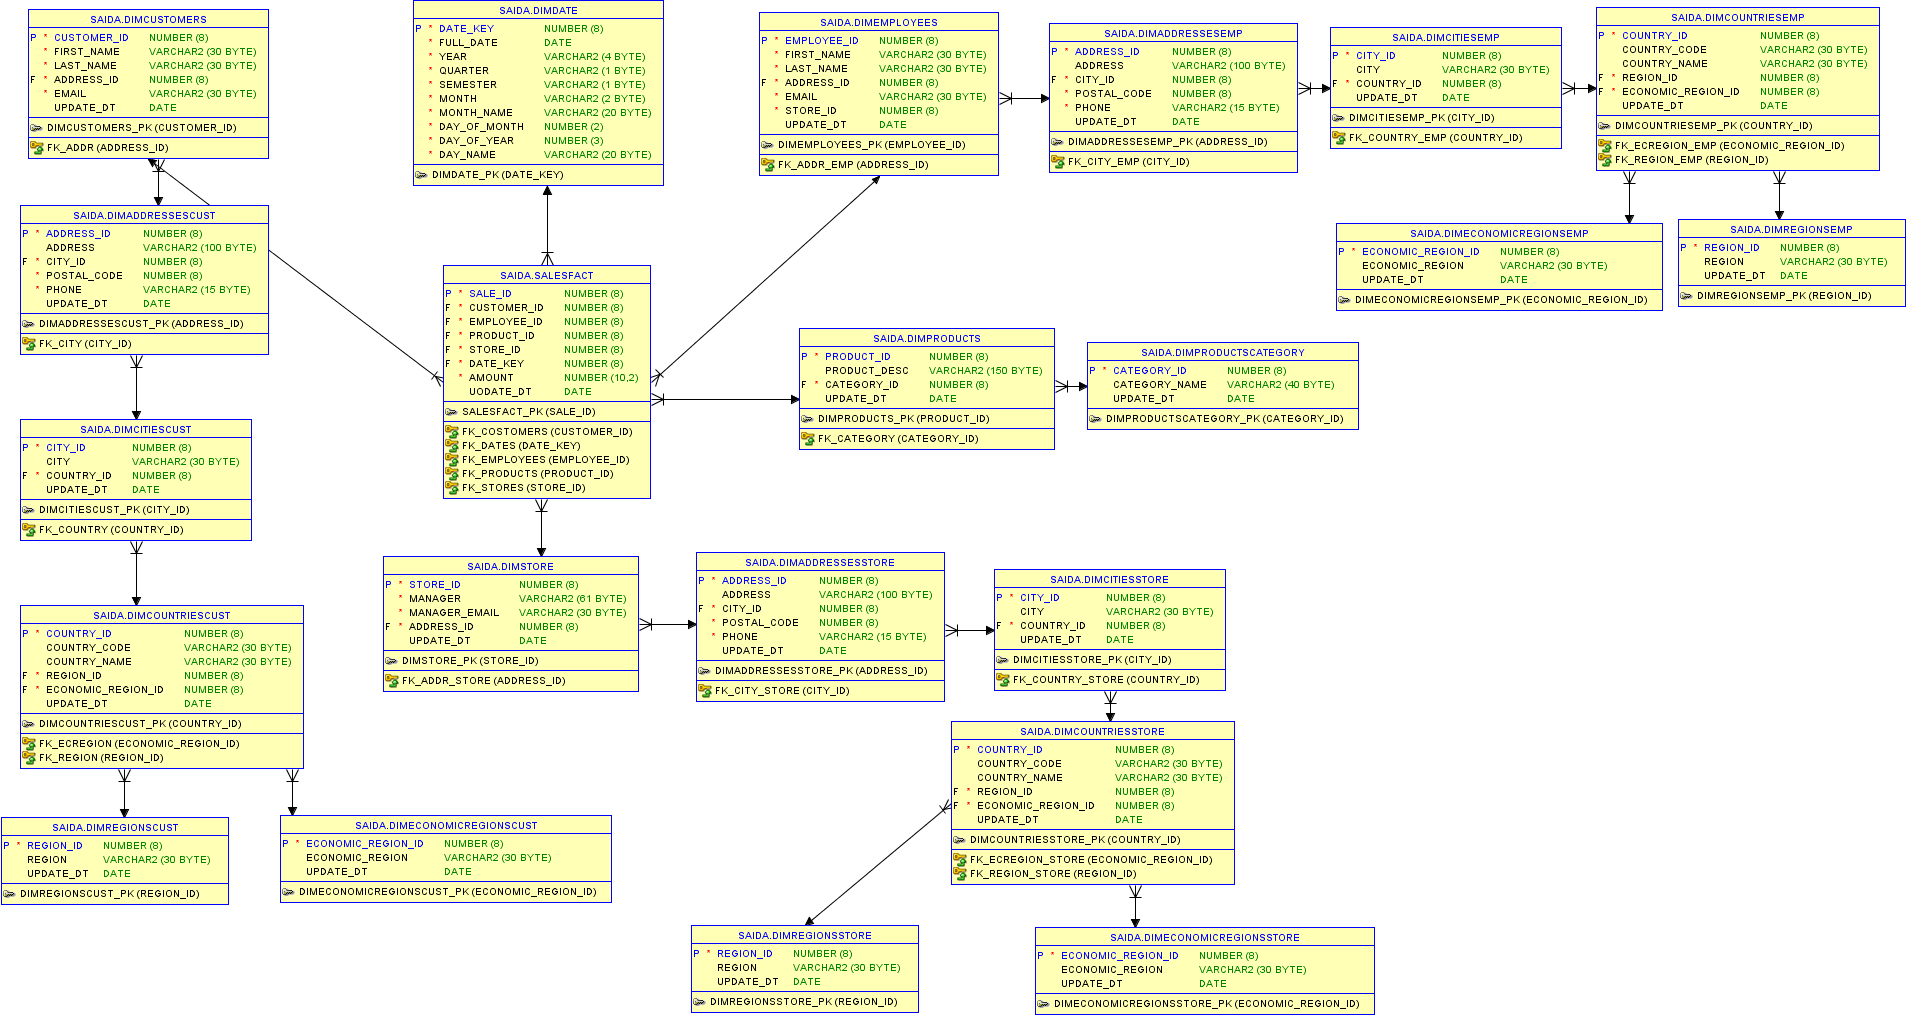 SAIDA.DIMCUSTOMERS
P * CUSTOMER_ID NUMBER (8)
* FIRST_NAME VARCHAR2 (30 BYTE)
* LAST_NAME VARCHAR2 (30 BYTE)
F * ADDRESS_ID NUMBER (8)
* EMAIL VARCHAR2 (30 BYTE)
UPDATE_DT DATE
DIMCUSTOMERS_PK (CUSTOMER_ID)
FK_ADDR (ADDRESS_ID)
SAIDA.DIMDATE
P * DATE_KEY NUMBER (8)
* FULL_DATE DATE
* YEAR VARCHAR2 (4 BYTE)
* QUARTER VARCHAR2 (1 BYTE)
* SEMESTER VARCHAR2 (1 BYTE)
* MONTH VARCHAR2 (2 BYTE)
* MONTH_NAME VARCHAR2 (20 BYTE)
* DAY_OF_MONTH NUMBER (2)
* DAY_OF_YEAR NUMBER (3)
* DAY_NAME VARCHAR2 (20 BYTE)
DIMDATE_PK (DATE_KEY)
SAIDA.DIMEMPLOYEES
P * EMPLOYEE_ID NUMBER (8)
* FIRST_NAME VARCHAR2 (30 BYTE)
* LAST_NAME VARCHAR2 (30 BYTE)
F * ADDRESS_ID NUMBER (8)
* EMAIL VARCHAR2 (30 BYTE)
* STORE_ID NUMBER (8)
UPDATE_DT DATE
DIMEMPLOYEES_PK (EMPLOYEE_ID)
FK_ADDR_EMP (ADDRESS_ID)
SAIDA.DIMADDRESSESEMP
P * ADDRESS_ID NUMBER (8)
ADDRESS VARCHAR2 (100 BYTE)
F * CITY_ID NUMBER (8)
* POSTAL_CODE NUMBER (8)
* PHONE VARCHAR2 (15 BYTE)
UPDATE_DT DATE
DIMADDRESSESEMP_PK (ADDRESS_ID)
FK_CITY_EMP (CITY_ID)
SAIDA.DIMCITIESEMP
P * CITY_ID NUMBER (8)
CITY VARCHAR2 (30 BYTE)
F * COUNTRY_ID NUMBER (8)
UPDATE_DT DATE
DIMCITIESEMP_PK (CITY_ID)
FK_COUNTRY_EMP (COUNTRY_ID)
SAIDA.DIMCOUNTRIESEMP
P * COUNTRY_ID NUMBER (8)
COUNTRY_CODE VARCHAR2 (30 BYTE)
COUNTRY_NAME VARCHAR2 (30 BYTE)
F * REGION_ID NUMBER (8)
F * ECONOMIC_REGION_ID NUMBER (8)
UPDATE_DT DATE
DIMCOUNTRIESEMP_PK (COUNTRY_ID)
FK_ECREGION_EMP (ECONOMIC_REGION_ID)
FK_REGION_EMP (REGION_ID)
SAIDA.DIMADDRESSESCUST
P * ADDRESS_ID NUMBER (8)
ADDRESS VARCHAR2 (100 BYTE)
F * CITY_ID NUMBER (8)
* POSTAL_CODE NUMBER (8)
* PHONE VARCHAR2 (15 BYTE)
UPDATE_DT DATE
DIMADDRESSESCUST_PK (ADDRESS_ID)
FK_CITY (CITY_ID)
SAIDA.DIMECONOMICREGIONSEMP
P * ECONOMIC_REGION_ID NUMBER (8)
ECONOMIC_REGION VARCHAR2 (30 BYTE)
UPDATE_DT DATE
DIMECONOMICREGIONSEMP_PK (ECONOMIC_REGION_ID)
SAIDA.DIMREGIONSEMP
P * REGION_ID NUMBER (8)
REGION VARCHAR2 (30 BYTE)
UPDATE_DT DATE
DIMREGIONSEMP_PK (REGION_ID)
SAIDA.SALESFACT
P * SALE_ID NUMBER (8)
F * CUSTOMER_ID NUMBER (8)
F * EMPLOYEE_ID NUMBER (8)
F * PRODUCT_ID NUMBER (8)
F * STORE_ID NUMBER (8)
F * DATE_KEY NUMBER (8)
* AMOUNT NUMBER (10,2)
UODATE_DT DATE
SALESFACT_PK (SALE_ID)
FK_COSTOMERS (CUSTOMER_ID)
FK_DATES (DATE_KEY)
FK_EMPLOYEES (EMPLOYEE_ID)
FK_PRODUCTS (PRODUCT_ID)
FK_STORES (STORE_ID)
SAIDA.DIMPRODUCTS
P * PRODUCT_ID NUMBER (8)
PRODUCT_DESC VARCHAR2 (150 BYTE)
F * CATEGORY_ID NUMBER (8)
UPDATE_DT DATE
DIMPRODUCTS_PK (PRODUCT_ID)
FK_CATEGORY (CATEGORY_ID)
SAIDA.DIMPRODUCTSCATEGORY
P * CATEGORY_ID NUMBER (8)
CATEGORY_NAME VARCHAR2 (40 BYTE)
UPDATE_DT DATE
DIMPRODUCTSCATEGORY_PK (CATEGORY_ID)
SAIDA.DIMCITIESCUST
P * CITY_ID NUMBER (8)
CITY VARCHAR2 (30 BYTE)
F * COUNTRY_ID NUMBER (8)
UPDATE_DT DATE
DIMCITIESCUST_PK (CITY_ID)
FK_COUNTRY (COUNTRY_ID)
SAIDA.DIMSTORE
P * STORE_ID NUMBER (8)
* MANAGER VARCHAR2 (61 BYTE)
* MANAGER_EMAIL VARCHAR2 (30 BYTE)
F * ADDRESS_ID NUMBER (8)
UPDATE_DT DATE
DIMSTORE_PK (STORE_ID)
FK_ADDR_STORE (ADDRESS_ID)
SAIDA.DIMADDRESSESSTORE
P * ADDRESS_ID NUMBER (8)
ADDRESS VARCHAR2 (100 BYTE)
F * CITY_ID NUMBER (8)
* POSTAL_CODE NUMBER (8)
* PHONE VARCHAR2 (15 BYTE)
UPDATE_DT DATE
DIMADDRESSESSTORE_PK (ADDRESS_ID)
FK_CITY_STORE (CITY_ID)
SAIDA.DIMCITIESSTORE
P * CITY_ID NUMBER (8)
CITY VARCHAR2 (30 BYTE)
F * COUNTRY_ID NUMBER (8)
UPDATE_DT DATE
DIMCITIESSTORE_PK (CITY_ID)
FK_COUNTRY_STORE (COUNTRY_ID)
SAIDA.DIMCOUNTRIESCUST
P * COUNTRY_ID NUMBER (8)
COUNTRY_CODE VARCHAR2 (30 BYTE)
COUNTRY_NAME VARCHAR2 (30 BYTE)
F * REGION_ID NUMBER (8)
F * ECONOMIC_REGION_ID NUMBER (8)
UPDATE_DT DATE
DIMCOUNTRIESCUST_PK (COUNTRY_ID)
FK_ECREGION (ECONOMIC_REGION_ID)
FK_REGION (REGION_ID)
SAIDA.DIMCOUNTRIESSTORE
P * COUNTRY_ID NUMBER (8)
COUNTRY_CODE VARCHAR2 (30 BYTE)
COUNTRY_NAME VARCHAR2 (30 BYTE)
F * REGION_ID NUMBER (8)
F * ECONOMIC_REGION_ID NUMBER (8)
UPDATE_DT DATE
DIMCOUNTRIESSTORE_PK (COUNTRY_ID)
FK_ECREGION_STORE (ECONOMIC_REGION_ID)
FK_REGION_STORE (REGION_ID)
SAIDA.DIMREGIONSCUST
P * REGION_ID NUMBER (8)
REGION VARCHAR2 (30 BYTE)
UPDATE_DT DATE
DIMREGIONSCUST_PK (REGION_ID)
SAIDA.DIMECONOMICREGIONSCUST
P * ECONOMIC_REGION_ID NUMBER (8)
ECONOMIC_REGION VARCHAR2 (30 BYTE)
UPDATE_DT DATE
DIMECONOMICREGIONSCUST_PK (ECONOMIC_REGION_ID)
SAIDA.DIMREGIONSSTORE
P * REGION_ID NUMBER (8)
REGION VARCHAR2 (30 BYTE)
UPDATE_DT DATE
DIMREGIONSSTORE_PK (REGION_ID)
SAIDA.DIMECONOMICREGIONSSTORE
P * ECONOMIC_REGION_ID NUMBER (8)
ECONOMIC_REGION VARCHAR2 (30 BYTE)
UPDATE_DT DATE
DIMECONOMICREGIONSSTORE_PK (ECONOMIC_REGION_ID)